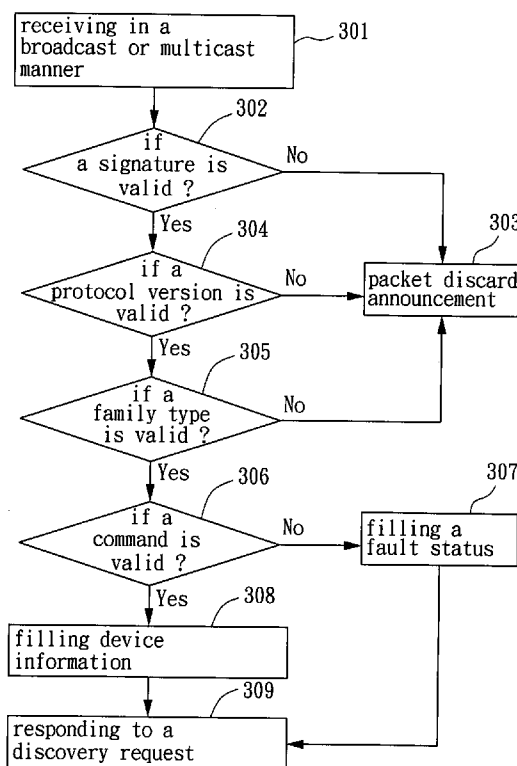 receiving in a
broadcast or multicast
manner
301
302
if
a signature is
valid ?
No
Yes
303
packet discard
announcement
304
if a
protocol version is
valid ?
No
Yes
305
if a
family type
is valid ?
No
Yes
306
if a
command is
valid ?
No
Yes
307
filling a
fault status
308
filling device
information
309
responding to a
discovery request